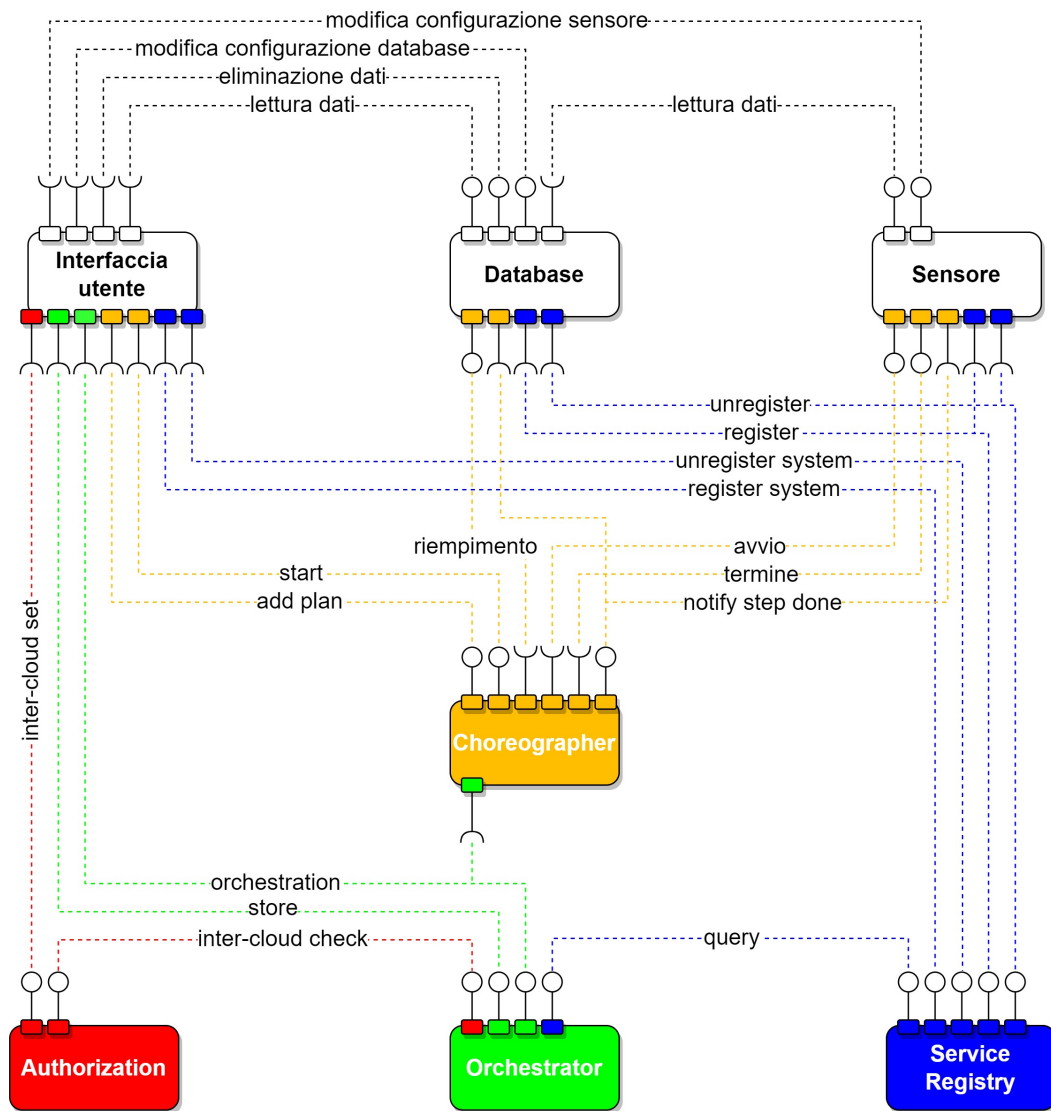 modifica configurazione sensore
modifica configurazione database
eliminazione dati
lettura dati
lettura dati
Interfaccia
utente
Database
Sensore
unregister
register
unregister system
register system
riempimento
avvio
start
termine
add plan
notify step done
inter-cloud set
Choreographer
orchestration
store
inter-cloud check
query
Authorization
Orchestrator
Service
Registry